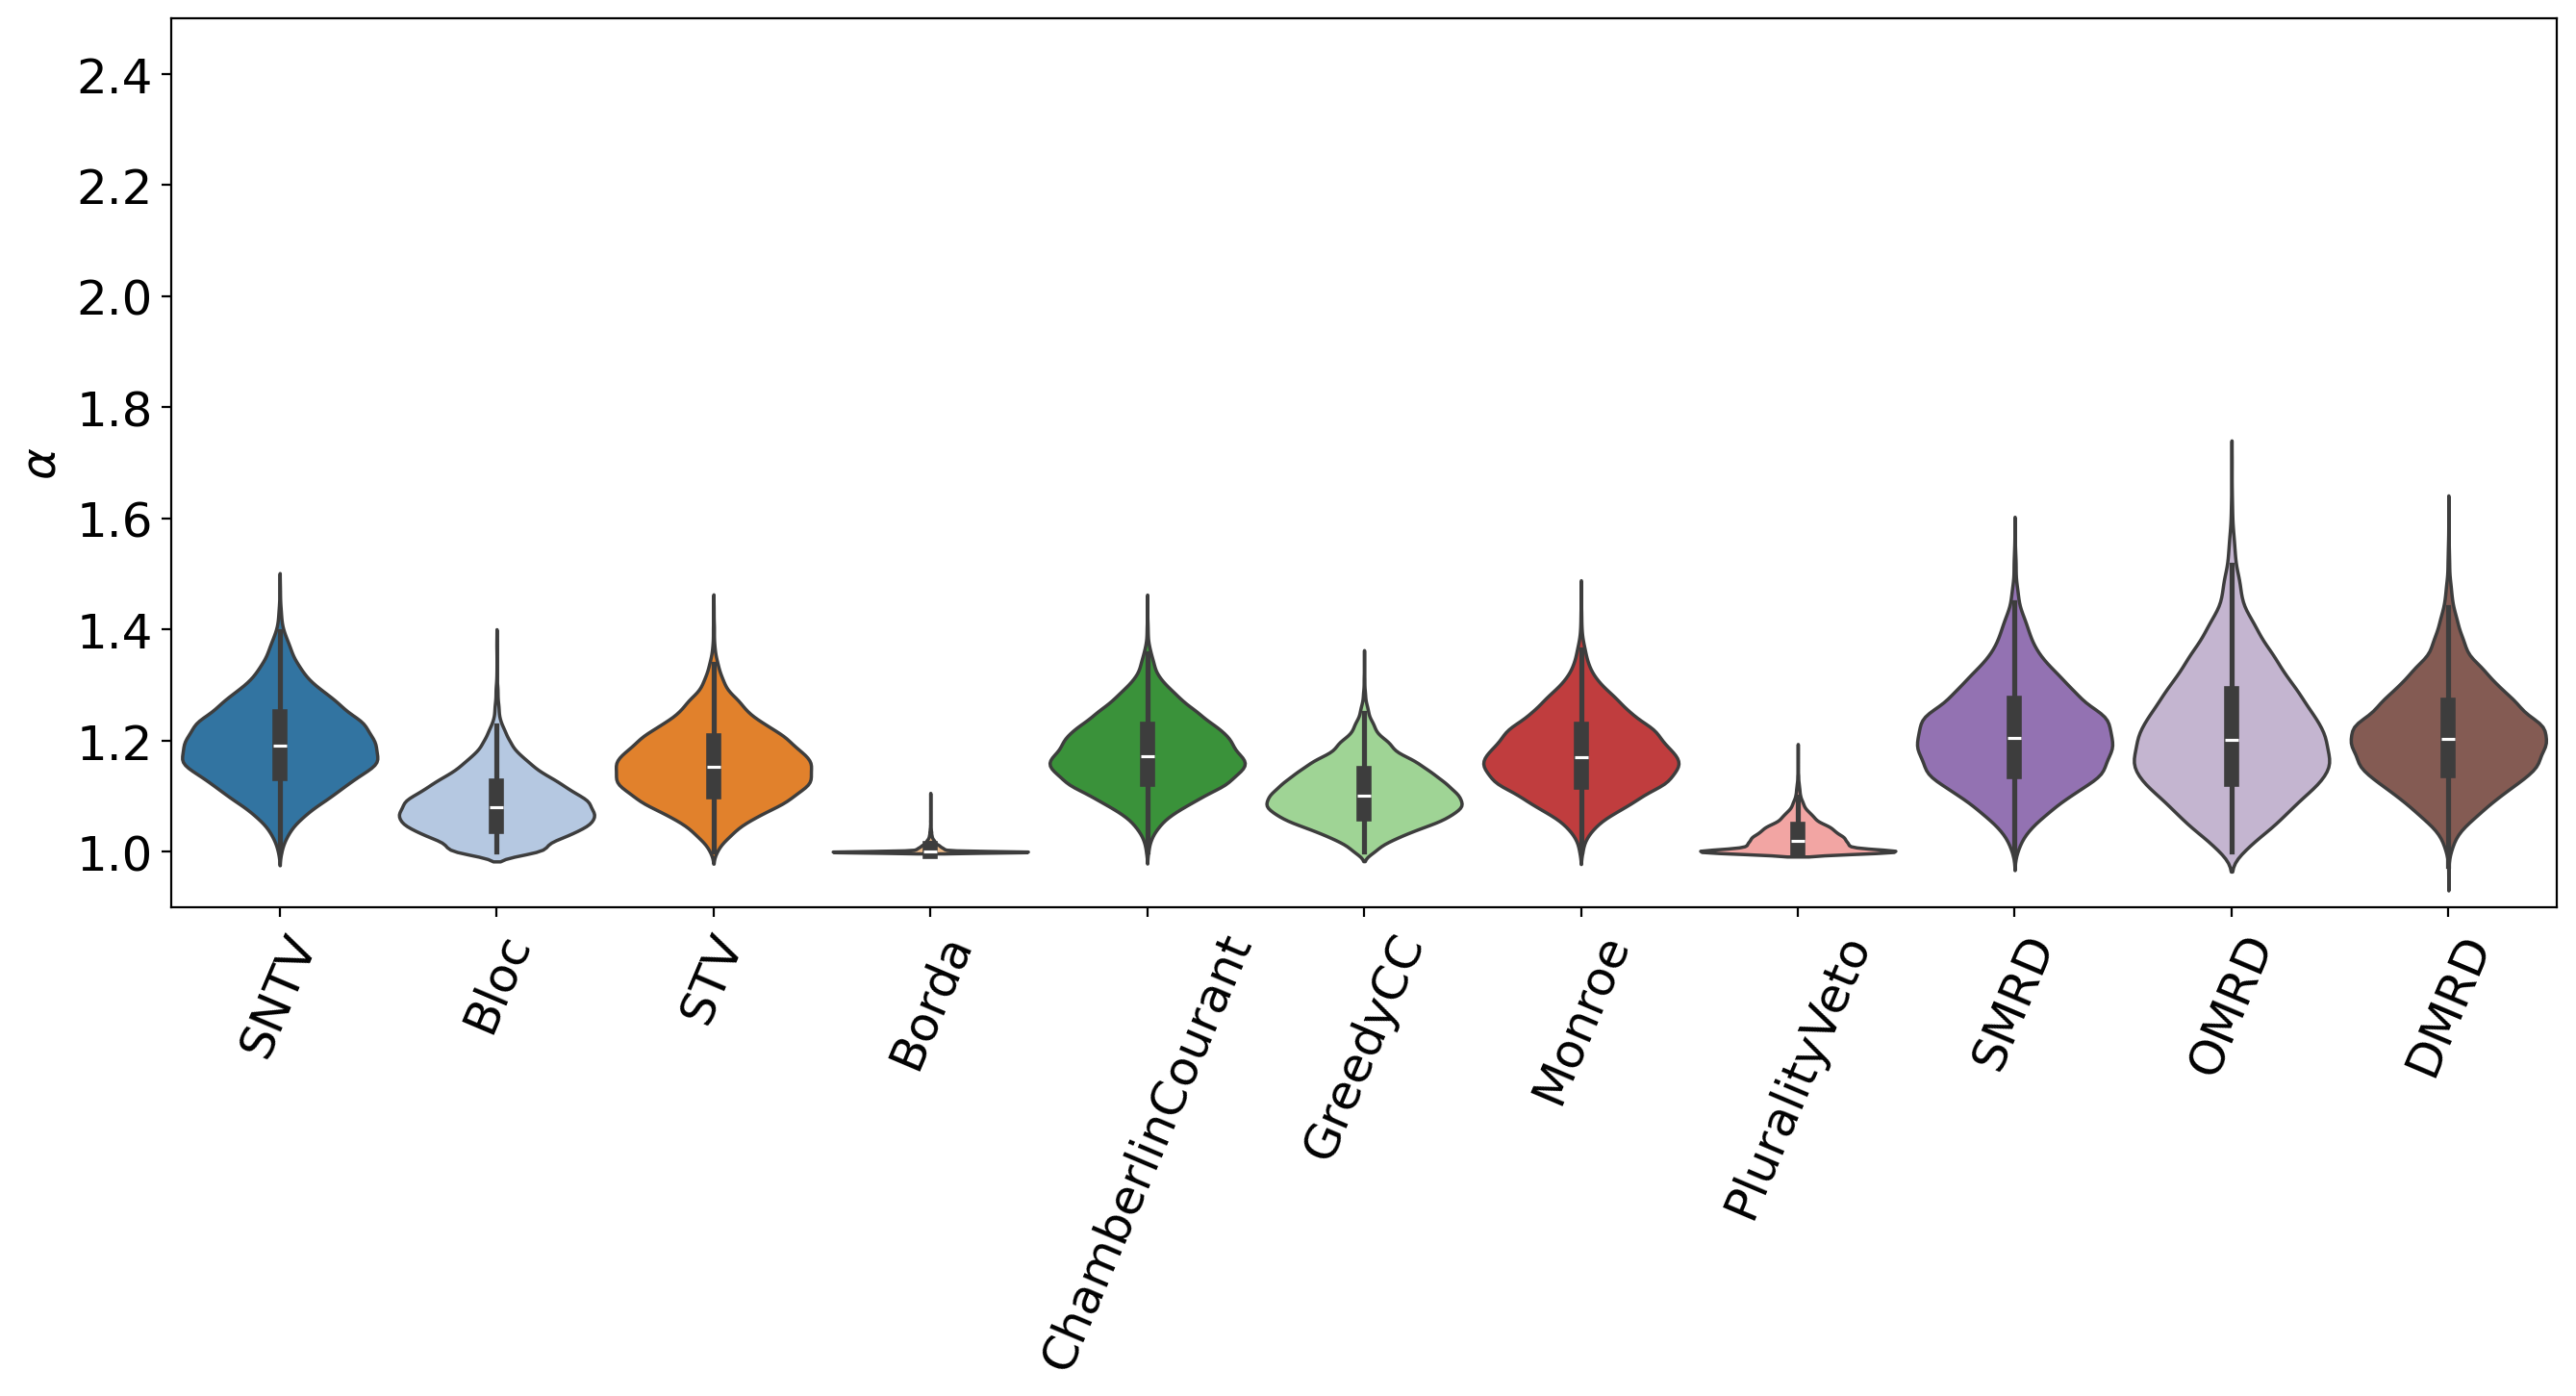 2.4
2.2
2.0
1.8
1.6
1.4
1.2
1.0
α
SNTV
Bloc
STV
Borda
ChamberlinCourant
GreedyCC
Monroe
PluralityVeto
SMRD
OMRD
DMRD